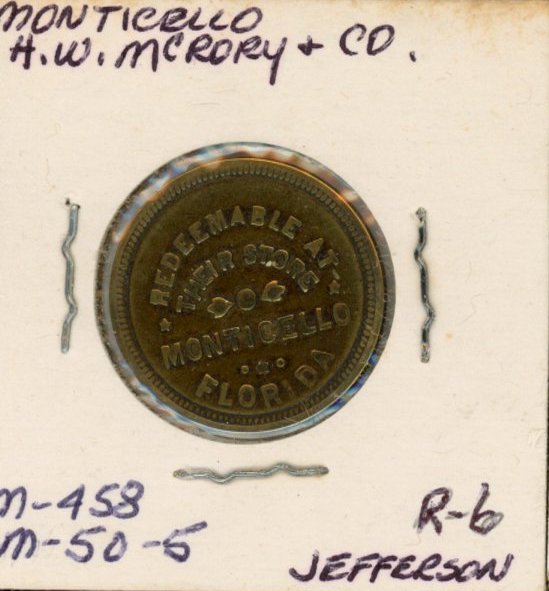 MONTICELLO
H.W. McRORY + CO.
REDEEMABLE AT
THEIR STORE
MONTICELLO
FLORIDA
M-458
M-50-5
R-6
JEFFERSON